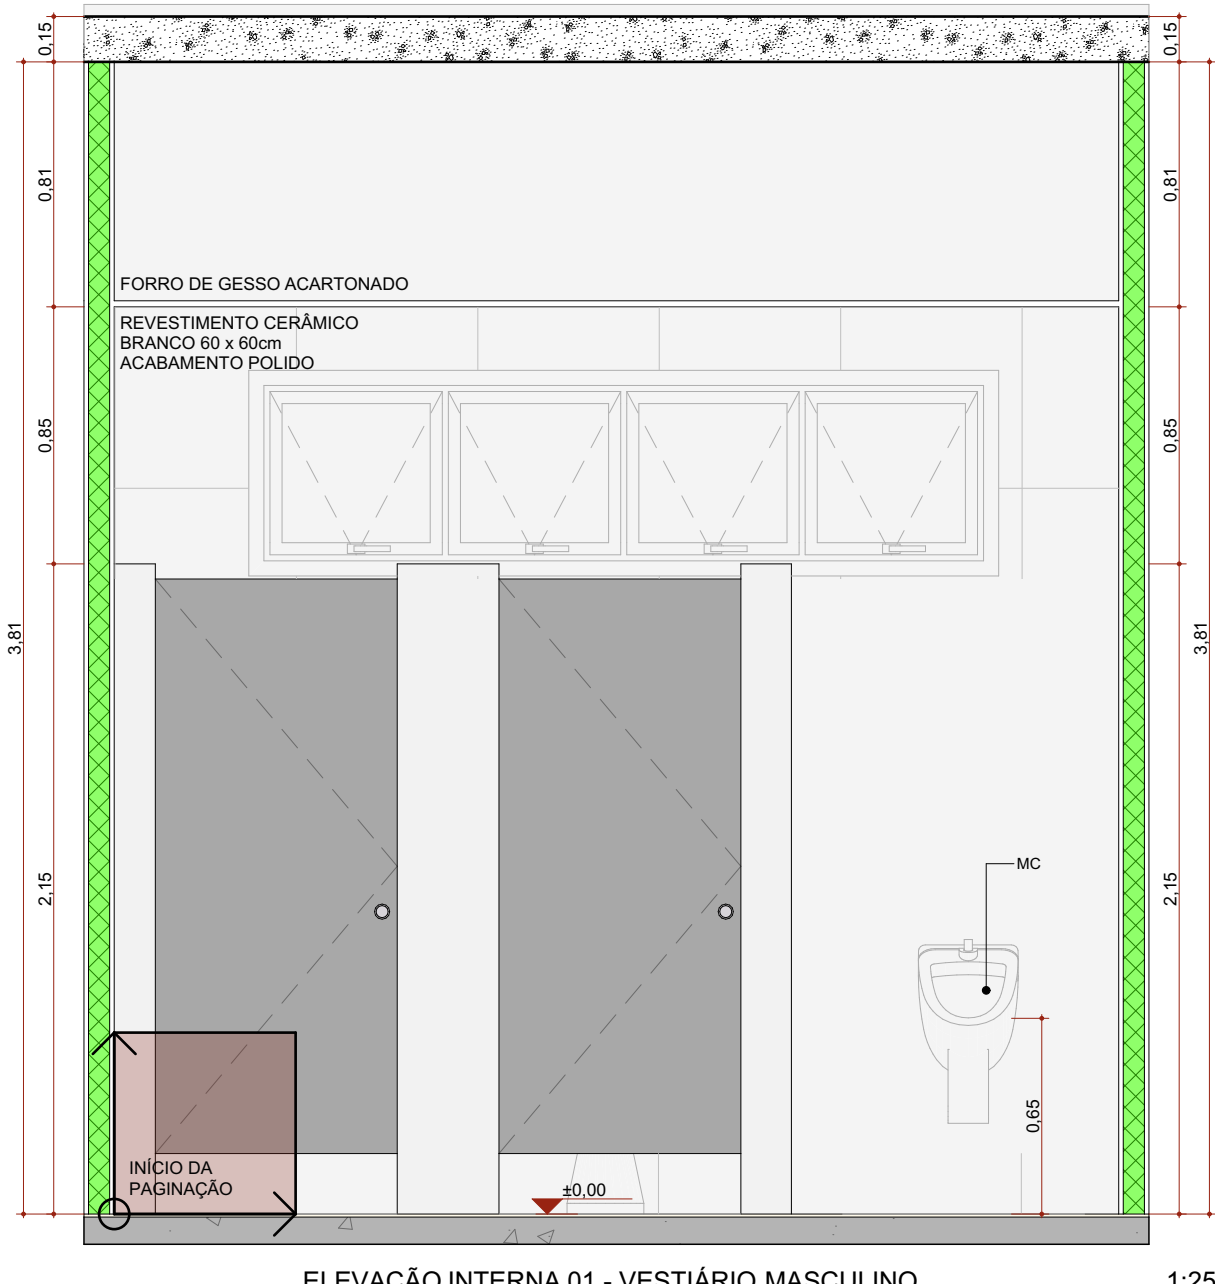 0,15
0,15
0,81
0,81
FORRO DE GESSO ACARTONADO
REVESTIMENTO CERÂMICO
BRANCO 60 x 60cm
ACABAMENTO POLIDO
0,85
0,85
3,81
3,81
MC
2,15
2,15
0,65
INÍCIO DA
PAGINAÇÃO
±0,00
ELEVAÇÃO INTERNA 01 - VESTIÁRIO MASCULINO
1:25